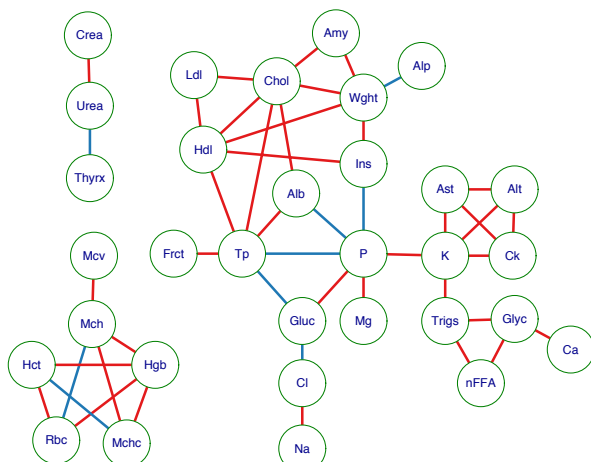 Crea
Amy
Alp
Ldl
Chol
Wght
Urea
Hdl
Ins
Thyrx
Alb
Ast
Alt
Mcv
Frct
Tp
P
K
Ck
Mch
Gluc
Mg
Trigs
Glyc
Ca
Hct
Hgb
Cl
nFFA
Rbc
Mchc
Na